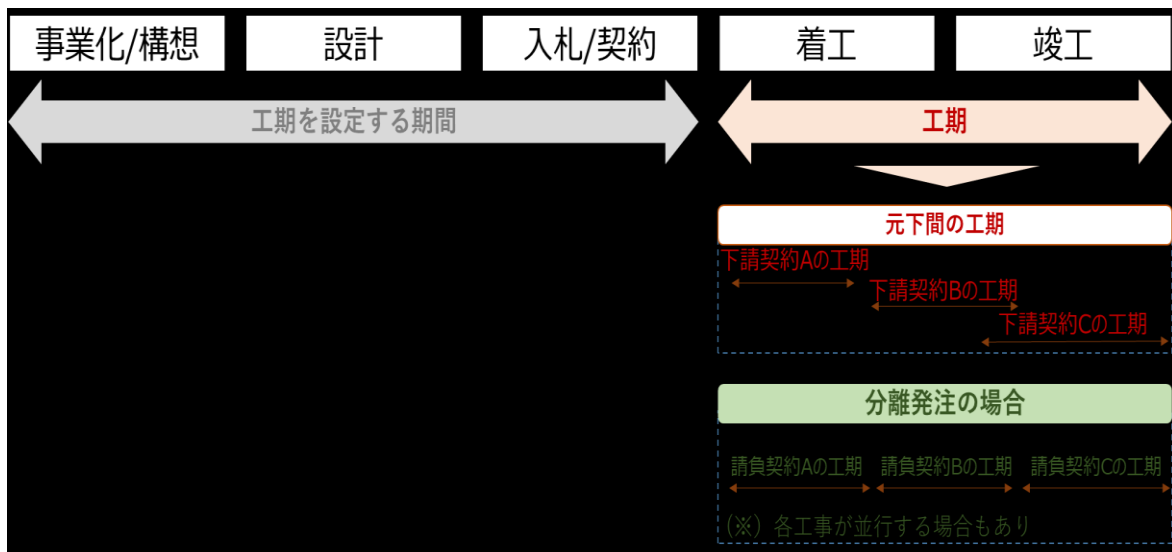 事業化/構想
設計
入札/契約
着工
竣工
工期を設定する期間
工期
元下間の工期
下請契約Aの工期
下請契約Bの工期
下請契約Cの工期
分離発注の場合
請負契約Aの工期
請負契約Bの工期
請負契約Cの工期
(※) 各工事が並行する場合もあり